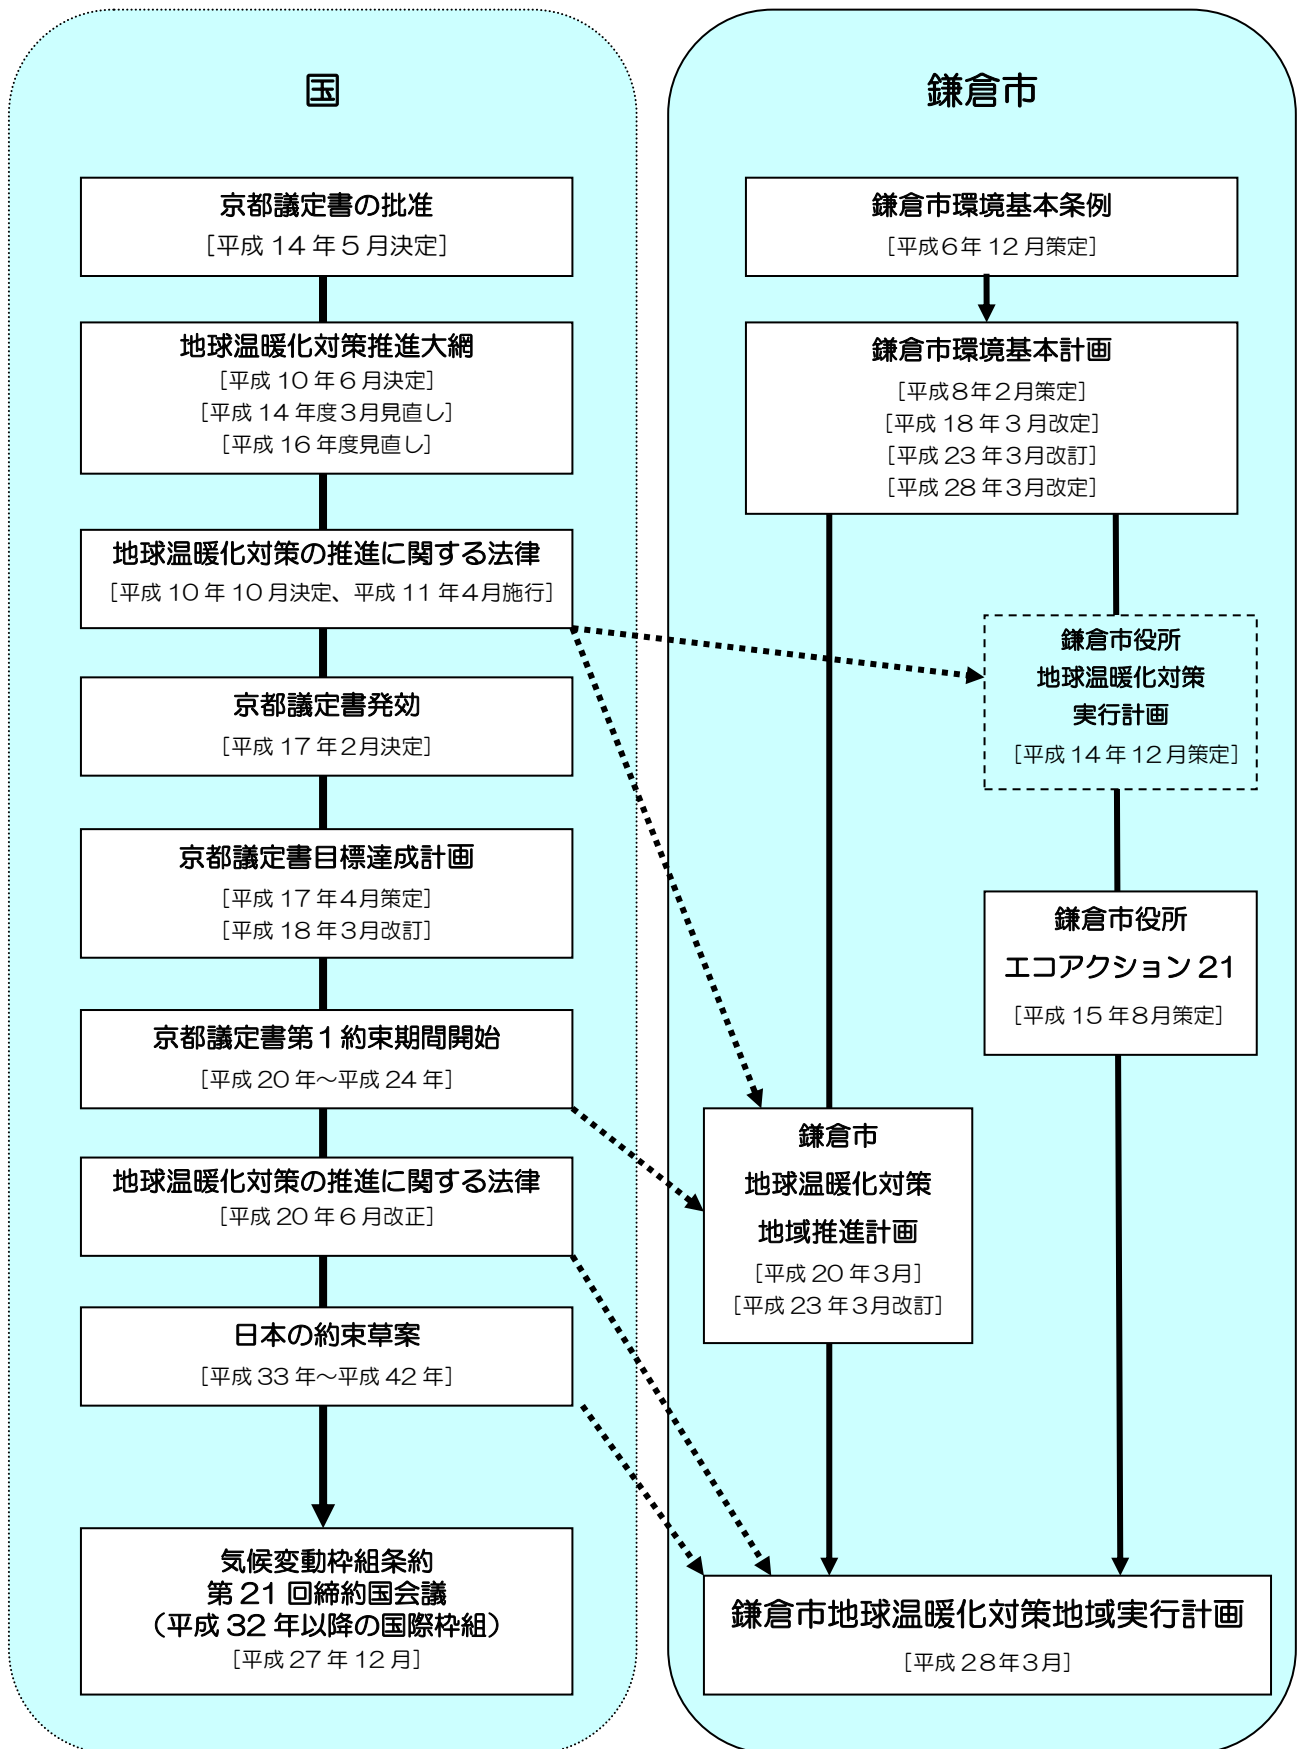 国
京都議定書の批准
[平成 14 年 5 月決定]
地球温暖化対策推進大綱
[平成 10 年 6 月決定]
[平成 14 年度3月見直し]
[平成 16 年度見直し]
地球温暖化対策の推進に関する法律
[平成 10 年 10 月決定、平成 11 年4月施行]
京都議定書発効
[平成 17 年2月決定]
京都議定書目標達成計画
[平成 17 年4月策定]
[平成 18 年3月改訂]
京都議定書第1約束期間開始
[平成 20 年～平成 24 年]
地球温暖化対策の推進に関する法律
[平成 20 年 6 月改正]
日本の約束草案
[平成 33 年～平成 42 年]
気候変動枠組条約
第 21 回締約国会議
（平成 32 年以降の国際枠組）
[平成 27 年 12 月]
鎌倉市
鎌倉市環境基本条例
[平成6年 12 月策定]
鎌倉市環境基本計画
[平成8年2月策定]
[平成 18 年 3 月改定]
[平成 23 年3月改訂]
[平成 28 年3月改定]
鎌倉市役所
地球温暖化対策
実行計画
[平成 14 年 12 月策定]
鎌倉市役所
エコアクション 21
[平成 15 年8月策定]
鎌倉市
地球温暖化対策
地域推進計画
[平成 20 年3月]
[平成 23 年3月改訂]
鎌倉市地球温暖化対策地域実行計画
[平成 28年3月]